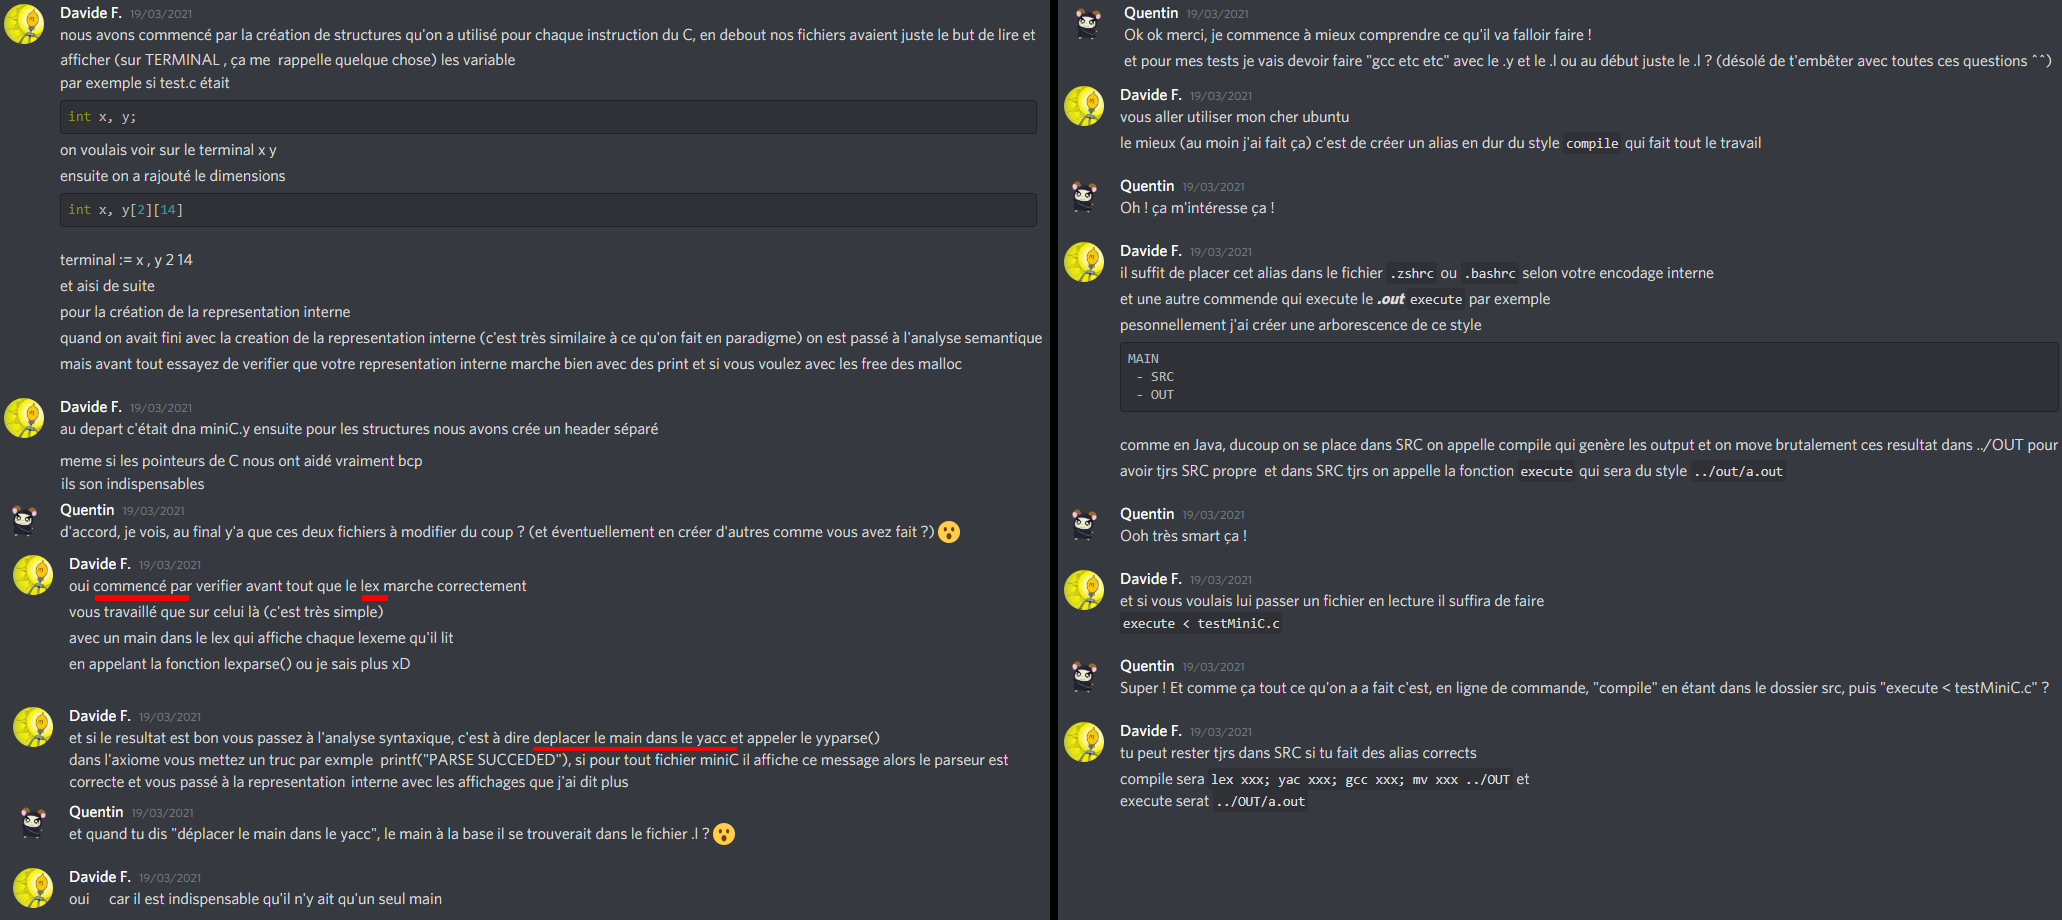 Davide F. 19/03/2021
nous avons commencé par la création de structures qu'on a utilisé pour chaque instruction du C, en debout nos fichiers avaient juste le but de lire et
afficher (sur TERMINAL , ça me rappelle quelque chose) les variable
par exemple si test.c était
int x, y;
on voulais voir sur le terminal x y
ensuite on a rajouté le dimensions
int x, y[2][14]
terminal := x , y 2 14
et aisi de suite
pour la création de la representation interne
quand on avait fini avec la creation de la representation interne (c'est très similaire à ce qu'on fait en paradigme) on est passé à l'analyse semantique
mais avant tout essayez de verifier que votre representation interne marche bien avec des print et si vous voulez avec les free des malloc
Davide F. 19/03/2021
au depart c'était dna miniC.y ensuite pour les structures nous avons crée un header séparé
meme si les pointeurs de C nous ont aidé vraiment bcp
ils son indispensables
Quentin 19/03/2021
d'accord, je vois, au final y'a que ces deux fichiers à modifier du coup ? (et éventuellement en créer d'autres comme vous avez fait ?) 😮
Davide F. 19/03/2021
oui commencé par verifier avant tout que le lex marche correctement
vous travaillé que sur celui là (c'est très simple)
avec un main dans le lex qui affiche chaque lexeme qu'il lit
en appelant la fonction lexparse() ou je sais plus xD
Davide F. 19/03/2021
et si le resultat est bon vous passez à l'analyse syntaxique, c'est à dire deplacer le main dans le yacc et appeler le yyparse()
dans l'axiome vous mettez un truc par exmple printf("PARSE SUCCEDED"), si pour tout fichier miniC il affiche ce message alors le parseur est
correcte et vous passé à la representation interne avec les affichages que j'ai dit plus
Quentin 19/03/2021
et quand tu dis "déplacer le main dans le yacc", le main à la base il se trouverait dans le fichier .l ? 😮
Davide F. 19/03/2021
oui car il est indispensable qu'il n'y ait qu'un seul main
Quentin 19/03/2021
Ok ok merci, je commence à mieux comprendre ce qu'il va falloir faire !
et pour mes tests je vais devoir faire "gcc etc etc" avec le .y et le .l ou au début juste le .l ? (désolé de t'embêter avec toutes ces questions ^^)
Davide F. 19/03/2021
vous aller utiliser mon cher ubuntu
le mieux (au moin j'ai fait ça) c'est de créer un alias en dur du style compile qui fait tout le travail
Quentin 19/03/2021
Oh ! ça m'intéresse ça !
Davide F. 19/03/2021
il suffit de placer cet alias dans le fichier .zshrc ou .bashrc selon votre encodage interne
et une autre commende qui execute le .out execute par exemple
pesonnellement j'ai créer une arborescence de ce style
MAIN
- SRC
- OUT
comme en Java, ducoup on se place dans SRC on appelle compile qui genère les output et on move brutalement ces resultat dans ../OUT pour
avoir tjrs SRC propre et dans SRC tjrs on appelle la fonction execute qui sera du style ../out/a.out
Quentin 19/03/2021
Ooh très smart ça !
Davide F. 19/03/2021
et si vous voulais lui passer un fichier en lecture il suffira de faire
execute < testMiniC.c
Quentin 19/03/2021
Super ! Et comme ça tout ce qu'on a a fait c'est, en ligne de commande, "compile" en étant dans le dossier src, puis "execute < testMiniC.c" ?
Davide F. 19/03/2021
tu peut rester tjrs dans SRC si tu fait des alias corrects
compile sera lex xxx; yac xxx; gcc xxx; mv xxx ../OUT et
execute serat ../OUT/a.out